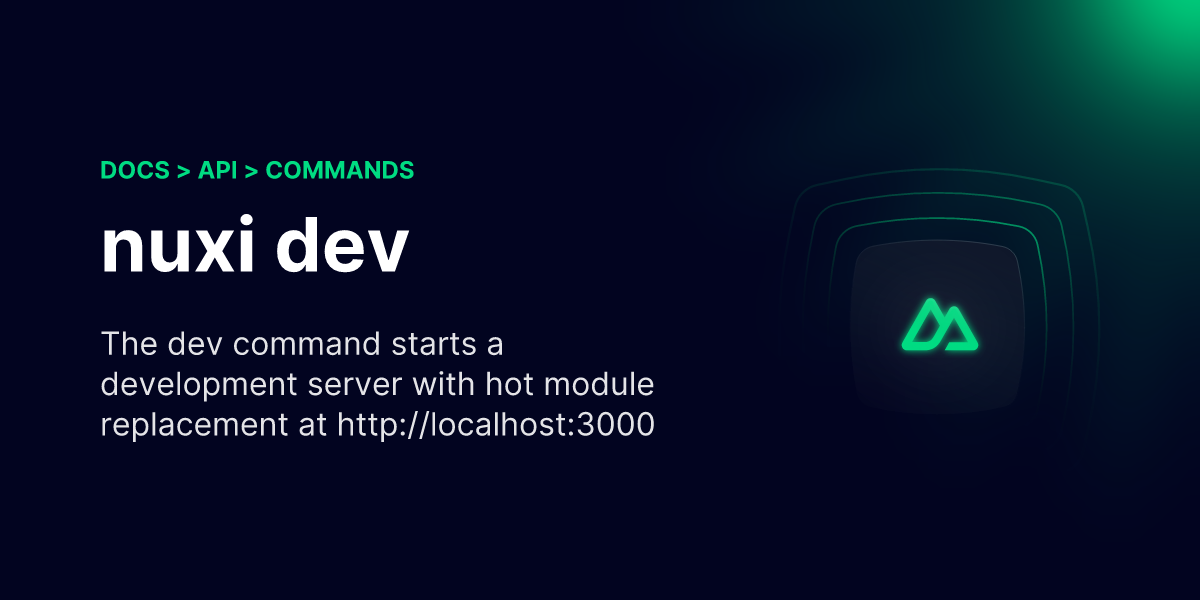 DOCS > API > COMMANDS
nuxi dev
The dev command starts a
development server with hot module
replacement at http://localhost:3000